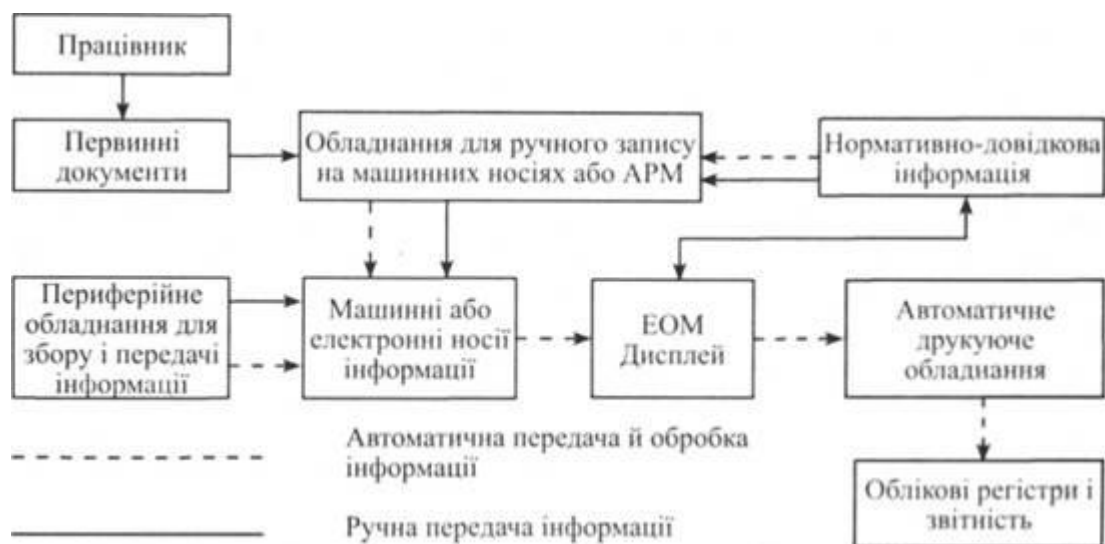 Працівник
Первинні
документи
Обладнання для ручного запису
на машинних носіях або АРМ
Нормативно-довідкова
інформація
Периферійне
обладнання для
збору і передачі
інформації
Машинні або
електронні носії
інформації
ЕОМ
Дисплей
Автоматичне
друкуюче
обладнання
Автоматична передача й обробка
інформації
Ручна передача інформації
Облікові регістри і
звітність